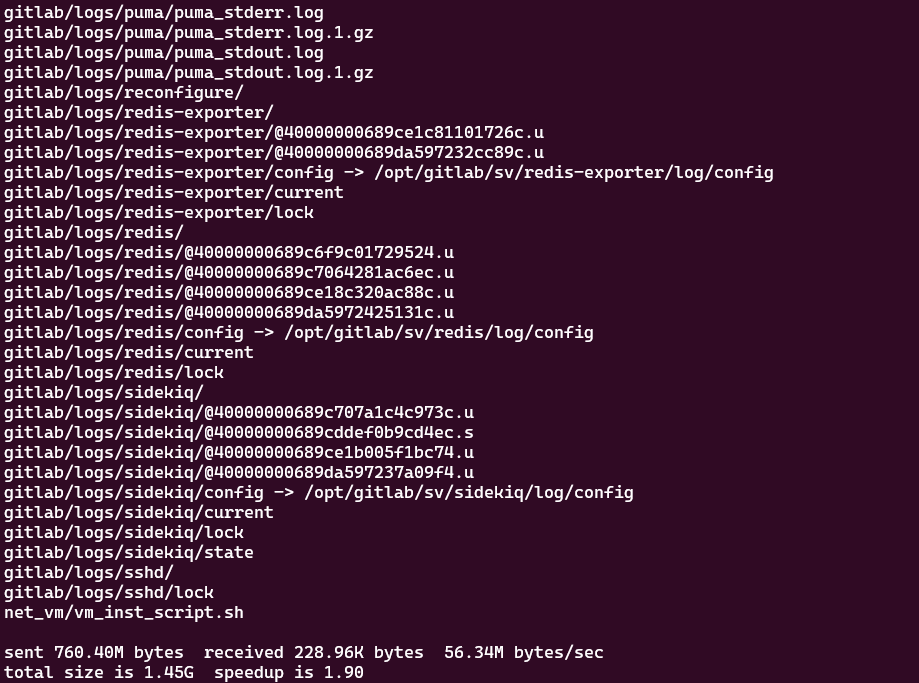 gitlab/logs/puma/puma_stderr.log
gitlab/logs/puma/puma_stderr.log.1.gz
gitlab/logs/puma/puma_stdout.log
gitlab/logs/puma/puma_stdout.log.1.gz
gitlab/logs/reconfigure/
gitlab/logs/redis-exporter/
gitlab/logs/redis-exporter/@40000000689ce1c81101726c.u
gitlab/logs/redis-exporter/@40000000689da597232cc89c.u
gitlab/logs/redis-exporter/config -> /opt/gitlab/sv/redis-exporter/log/config
gitlab/logs/redis-exporter/current
gitlab/logs/redis-exporter/lock
gitlab/logs/redis/
gitlab/logs/redis/@40000000689c6f9c01729524.u
gitlab/logs/redis/@40000000689c7064281ac6ec.u
gitlab/logs/redis/@40000000689ce18c320ac88c.u
gitlab/logs/redis/@40000000689da5972425131c.u
gitlab/logs/redis/config -> /opt/gitlab/sv/redis/log/config
gitlab/logs/redis/current
gitlab/logs/redis/lock
gitlab/logs/sidekiq/
gitlab/logs/sidekiq/@40000000689c707a1c4c973c.u
gitlab/logs/sidekiq/@40000000689cddef0b9cd4ec.s
gitlab/logs/sidekiq/@40000000689ce1b005f1bc74.u
gitlab/logs/sidekiq/@40000000689da597237a09f4.u
gitlab/logs/sidekiq/config -> /opt/gitlab/sv/sidekiq/log/config
gitlab/logs/sidekiq/current
gitlab/logs/sidekiq/lock
gitlab/logs/sidekiq/state
gitlab/logs/sshd/
gitlab/logs/sshd/lock
net_vm/vm_inst_script.sh
sent 760.40M bytes  received 228.96K bytes  56.34M bytes/sec
total size is 1.45G  speedup is 1.90